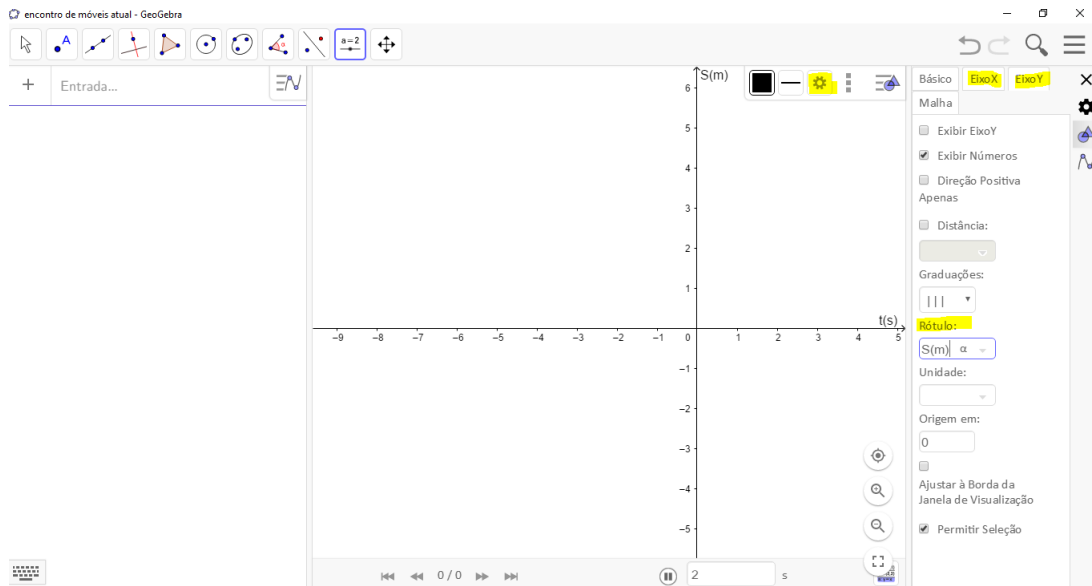 encontro de móveis atual - GeoGebra
A
a=2
Entrada...
S(m)
6
5
4
3
2
1
t(s)
−9 −8 −7 −6 −5 −4 −3 −2 −1 0 1 2 3 4 5
−1
−2
−3
−4
−5
0 / 0
2 s
Básico EixoX EixoY
Malha
Exibir EixoY
Exibir Números
Direção Positiva
Apenas
Distância:
Graduações:
| | |
Rótulo:
S(m) α
Unidade:
Origem em:
0
Ajustar à Borda da
Janela de Visualização
Permitir Seleção